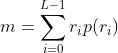 m = \sum_{i=0}^{L-1} r_i p(r_i)